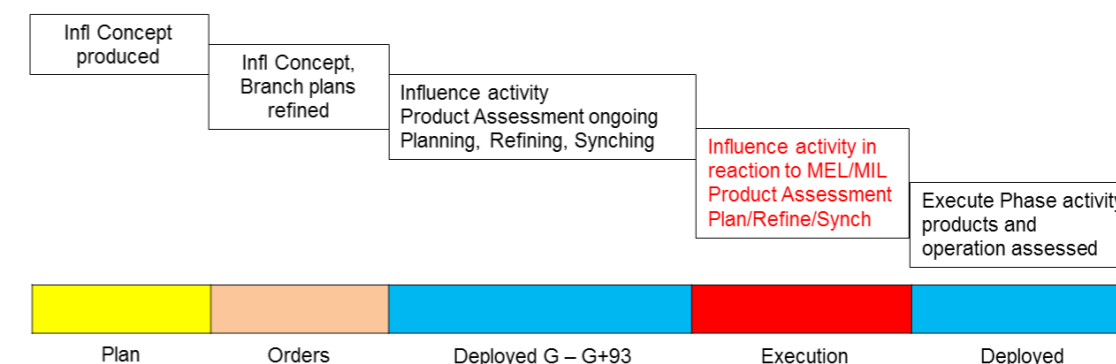 Infl Concept
produced
Infl Concept,
Branch plans
refined
Influence activity
Product Assessment ongoing
Planning, Refining, Synching
Influence activity in
reaction to MEL/MIL
Product Assessment
Plan/Refine/Synch
Execute Phase activity
products and
operation assessed
Plan
Orders
Deployed G – G+93
Execution
Deployed